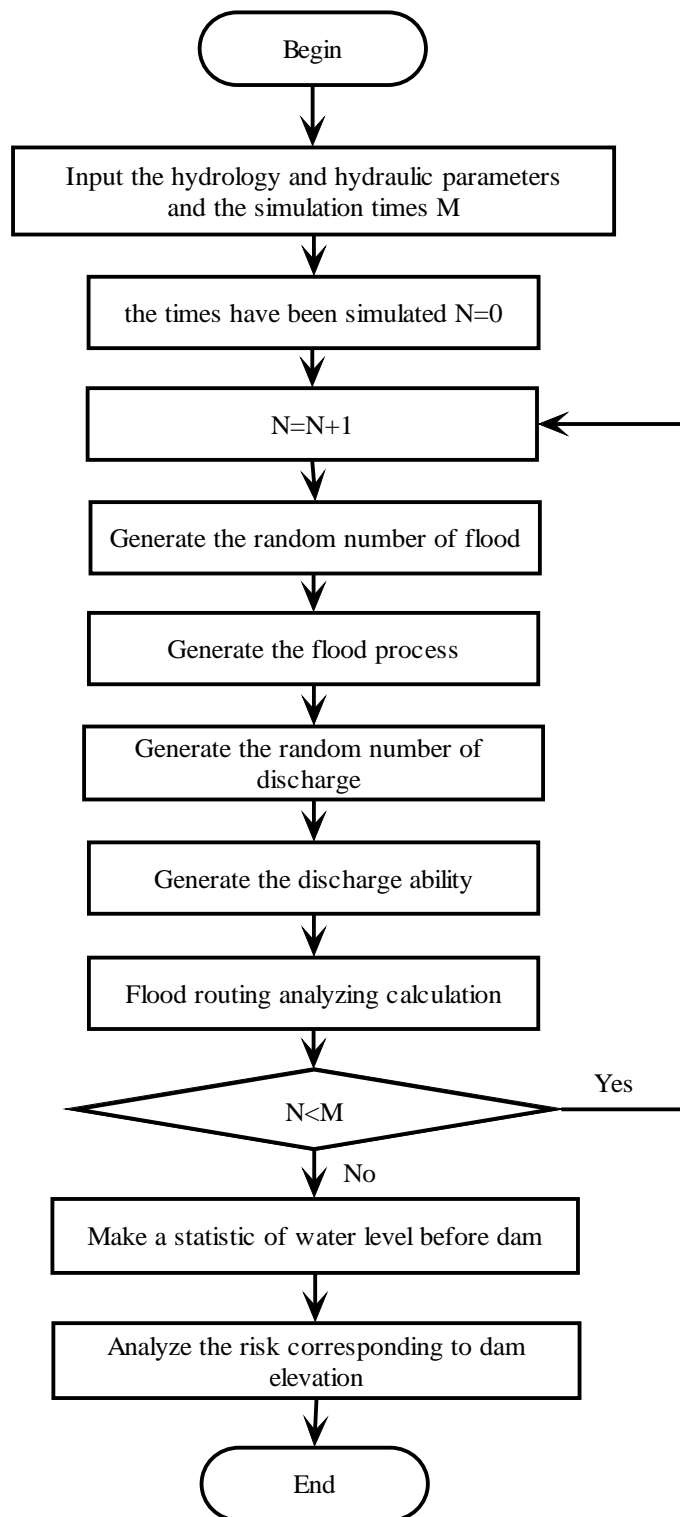 Begin
Input the hydrology and hydraulic parameters
and the simulation times M
the times have been simulated N=0
N=N+1
Generate the random number of flood
Generate the flood process
Generate the random number of
discharge
Generate the discharge ability
Flood routing analyzing calculation
N<M
Yes
No
Make a statistic of water level before dam
Analyze the risk corresponding to dam
elevation
End